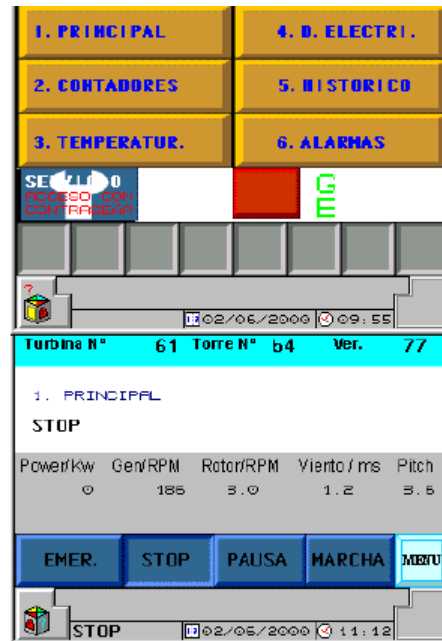 1. PRINCIPAL 4. D. ELECTRI.
2. CONTADORES 5. HISTORICO
3. TEMPERATUR. 6. ALARMAS
ACCESO CON
CONTRASEÑA
G
E
?
02/06/2000 09:55
Turbina Nº 61 Torre Nº b4 Ver. 77
1. PRINCIPAL
STOP
Power/Kw Gen/RPM Rotor/RPM Viento/ms Pitch
0 186 3.0 1.2 3.6
EMER. STOP PAUSA MARCHA MENU
STOP 02/06/2000 11:12